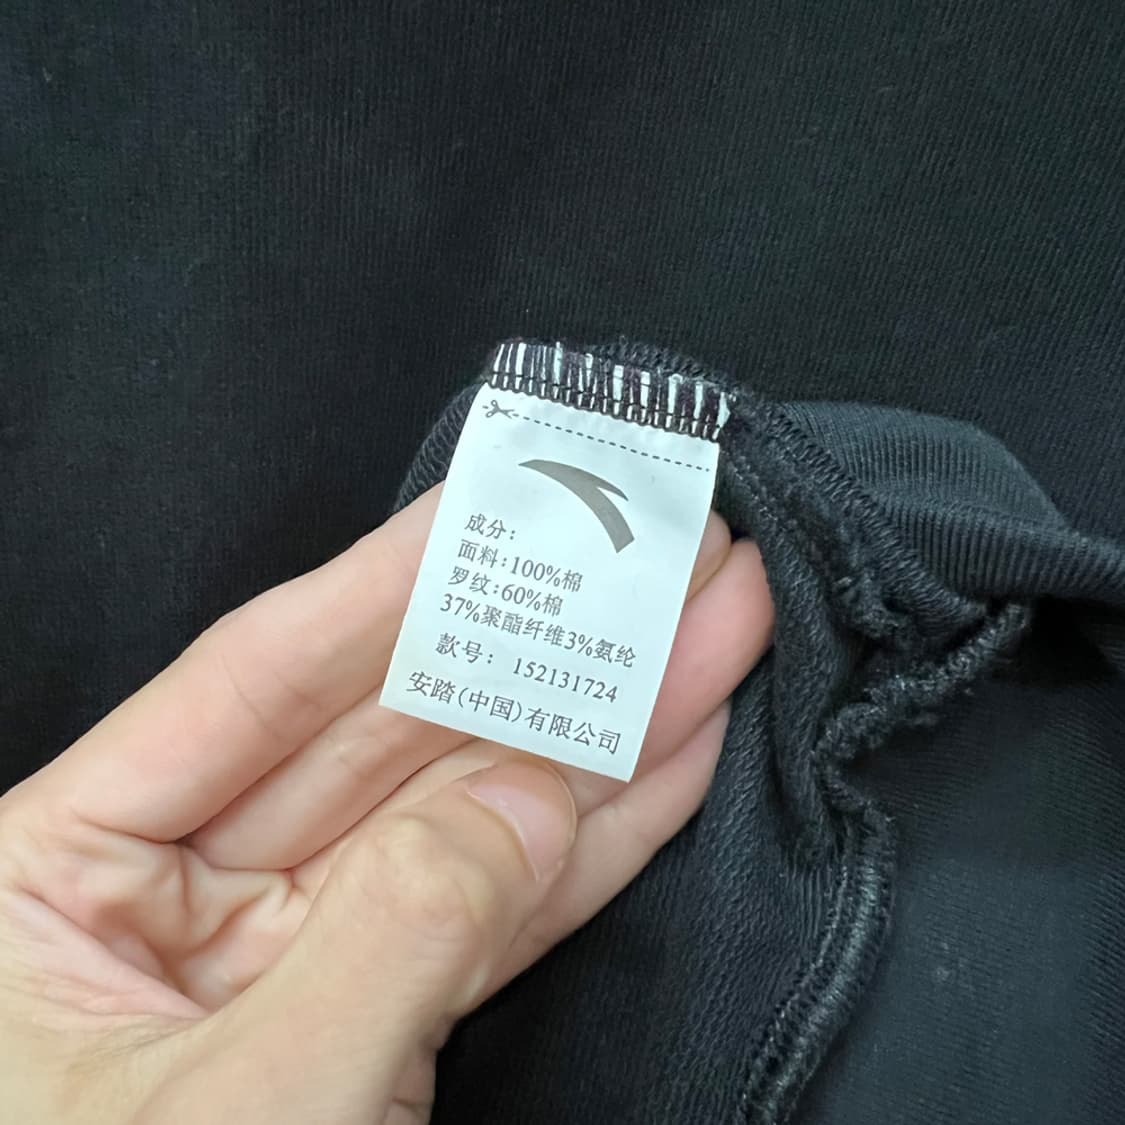 成分：
面料：100%棉
罗纹：60%棉
37%聚酯纤维3%氨纶
款号： 152131724
安踏(中国)有限公司